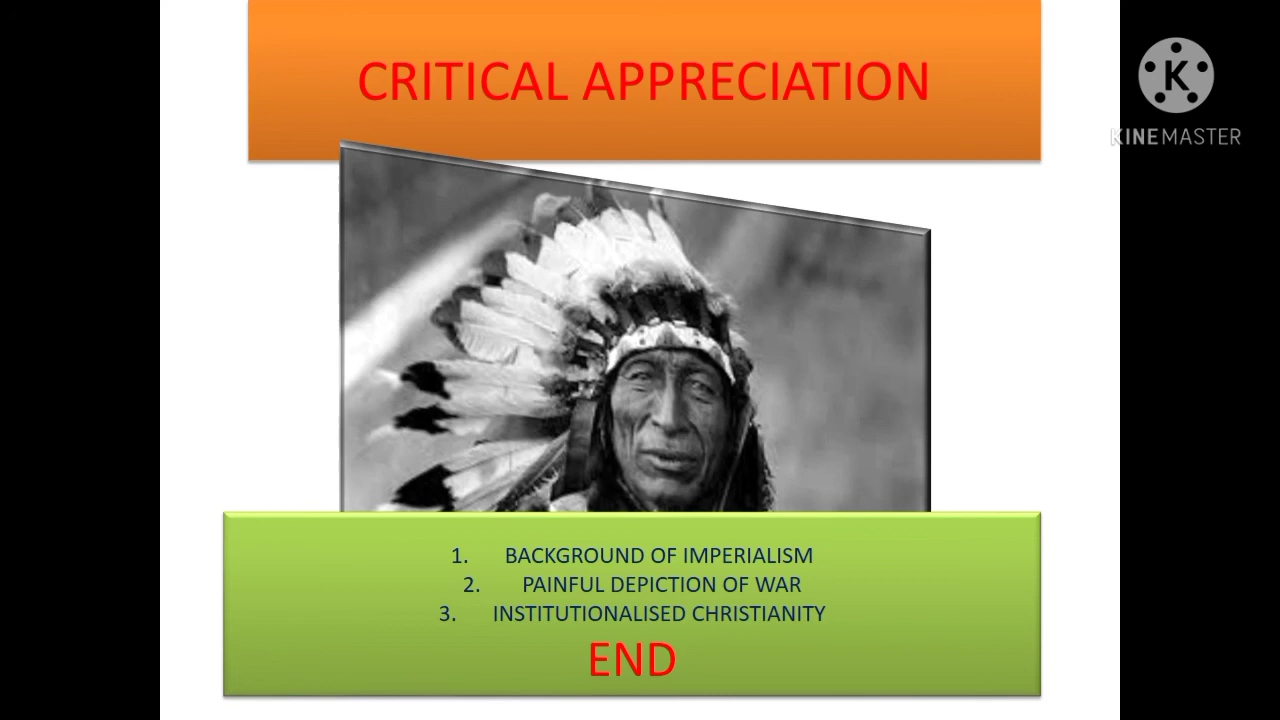 CRITICAL APPRECIATION
K
KINEMASTER
1. BACKGROUND OF IMPERIALISM
2. PAINFUL DEPICTION OF WAR
3. INSTITUTIONALISED CHRISTIANITY
END